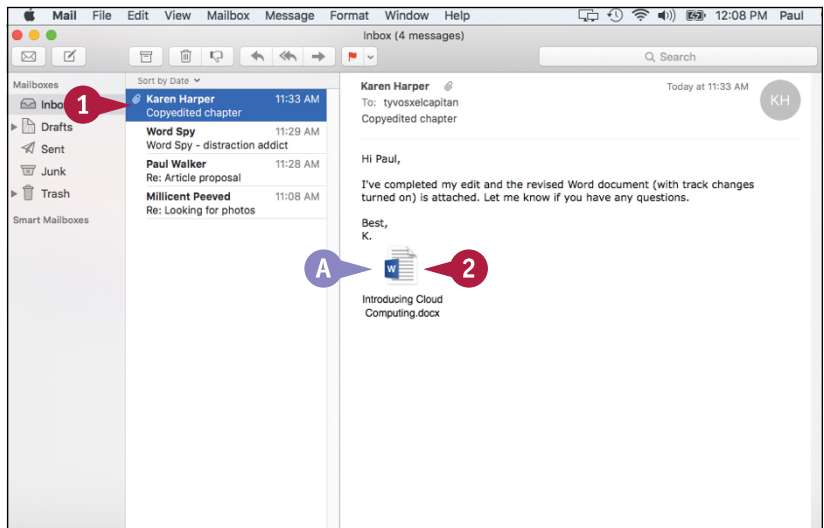 Mail File Edit View Mailbox Message Format Window Help 12:08 PM Paul
Inbox (4 messages)
Search
Mailboxes
Inbo
Drafts
Sent
Junk
Trash
Smart Mailboxes
Sort by Date
1
Karen Harper 11:33 AM
Copyedited chapter
Word Spy 11:29 AM
Word Spy - distraction addict
Paul Walker 11:28 AM
Re: Article proposal
Millicent Peeved 11:08 AM
Re: Looking for photos
Karen Harper Today at 11:33 AM
KH
To: tyvosxelcapitan
Copyedited chapter
Hi Paul,
I've completed my edit and the revised Word document (with track changes
turned on) is attached. Let me know if you have any questions.
Best,
K.
A W 2
Introducing Cloud
Computing.docx